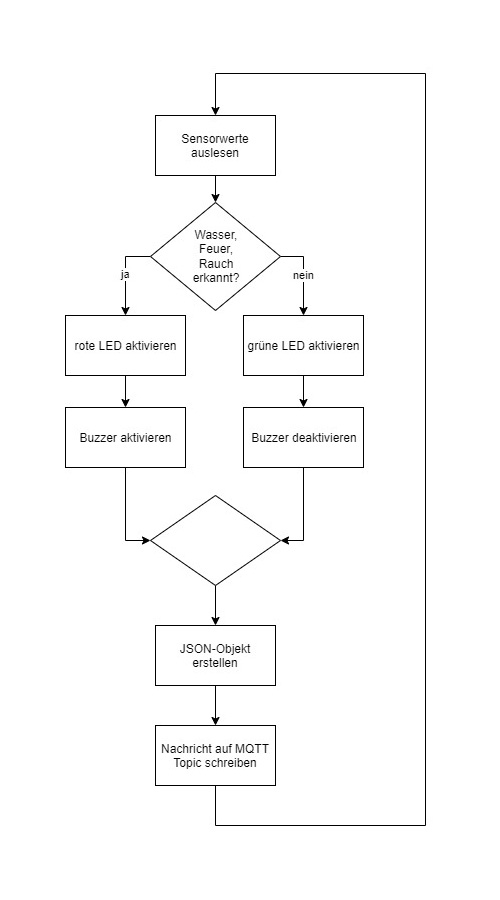 Sensorwerte
auslesen
Wasser,
Feuer,
Rauch
erkannt?
ja
nein
rote LED aktivieren
grüne LED aktivieren
Buzzer aktivieren
Buzzer deaktivieren
JSON-Objekt
erstellen
Nachricht auf MQTT
Topic schreiben